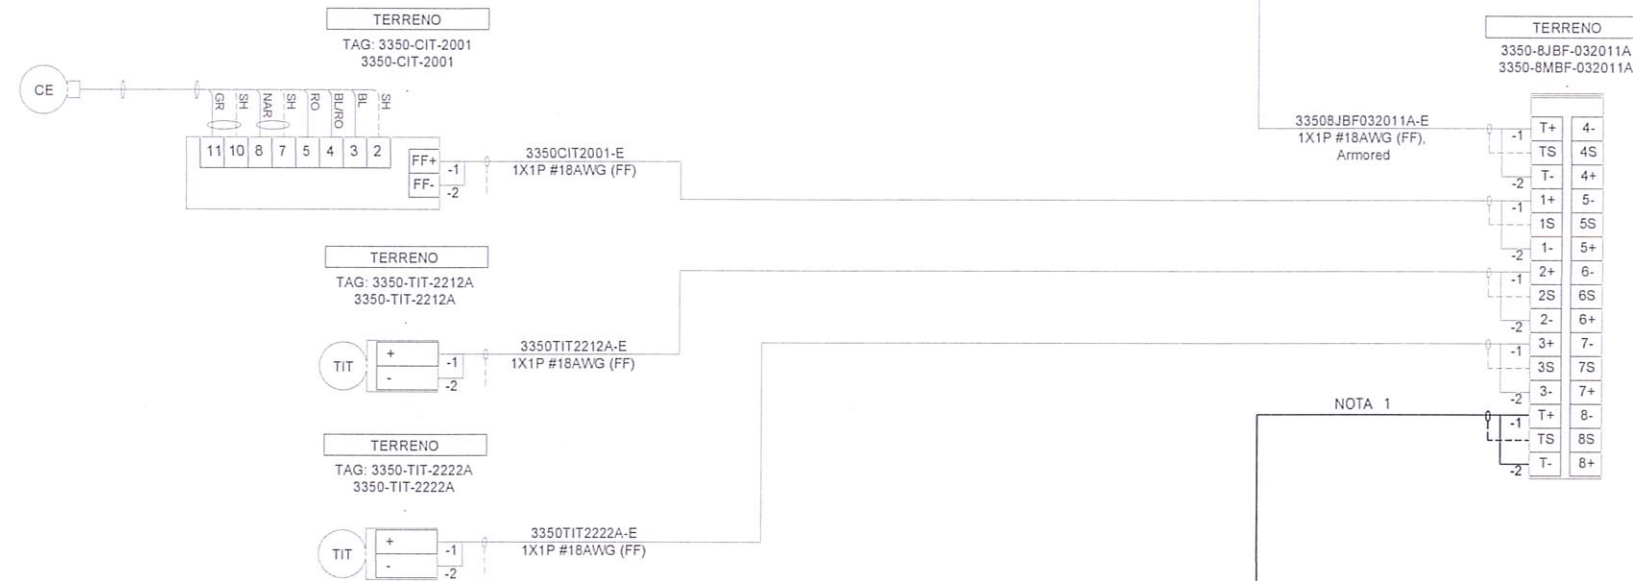 TERRENO
TAG: 3350-CIT-2001
3350-CIT-2001
CE
GR
SH
NAR
SH
RO
BL/RO
BL
SH
11 10 8 7 5 4 3 2
FF+
FF-
-1
-2
3350CIT2001-E
1X1P #18AWG (FF)
TERRENO
TAG: 3350-TIT-2212A
3350-TIT-2212A
TIT
+
-
-1
-2
3350TIT2212A-E
1X1P #18AWG (FF)
TERRENO
TAG: 3350-TIT-2222A
3350-TIT-2222A
TIT
+
-
-1
-2
3350TIT2222A-E
1X1P #18AWG (FF)
TERRENO
3350-8JBF-032011A
3350-8MBF-032011A
33508JBF032011A-E
1X1P #18AWG (FF),
Armored
NOTA 1
-1 T+ 4-
TS 4S
-2 T- 4+
-1 1+ 5-
1S 5S
-2 1- 5+
-1 2+ 6-
2S 6S
-2 2- 6+
-1 3+ 7-
3S 7S
-2 3- 7+
-1 T+ 8-
TS 8S
-2 T- 8+